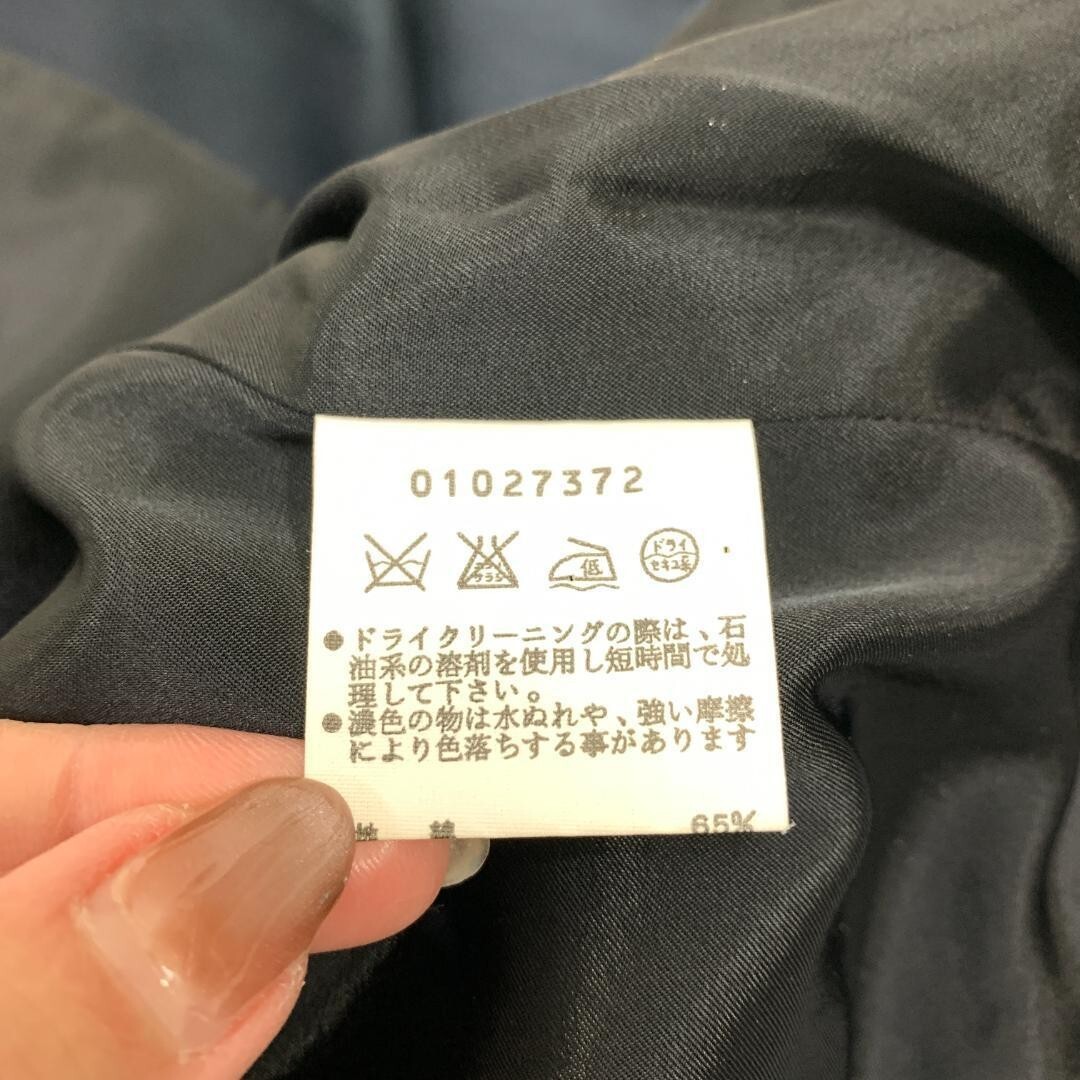 01027372
低 ドライ
セキユ系
●ドライクリーニングの際は、石
油系の溶剤を使用し短時間で処
理して下さい。
●濃色の物は水ぬれや、強い摩擦
により色落ちする事があります
65%